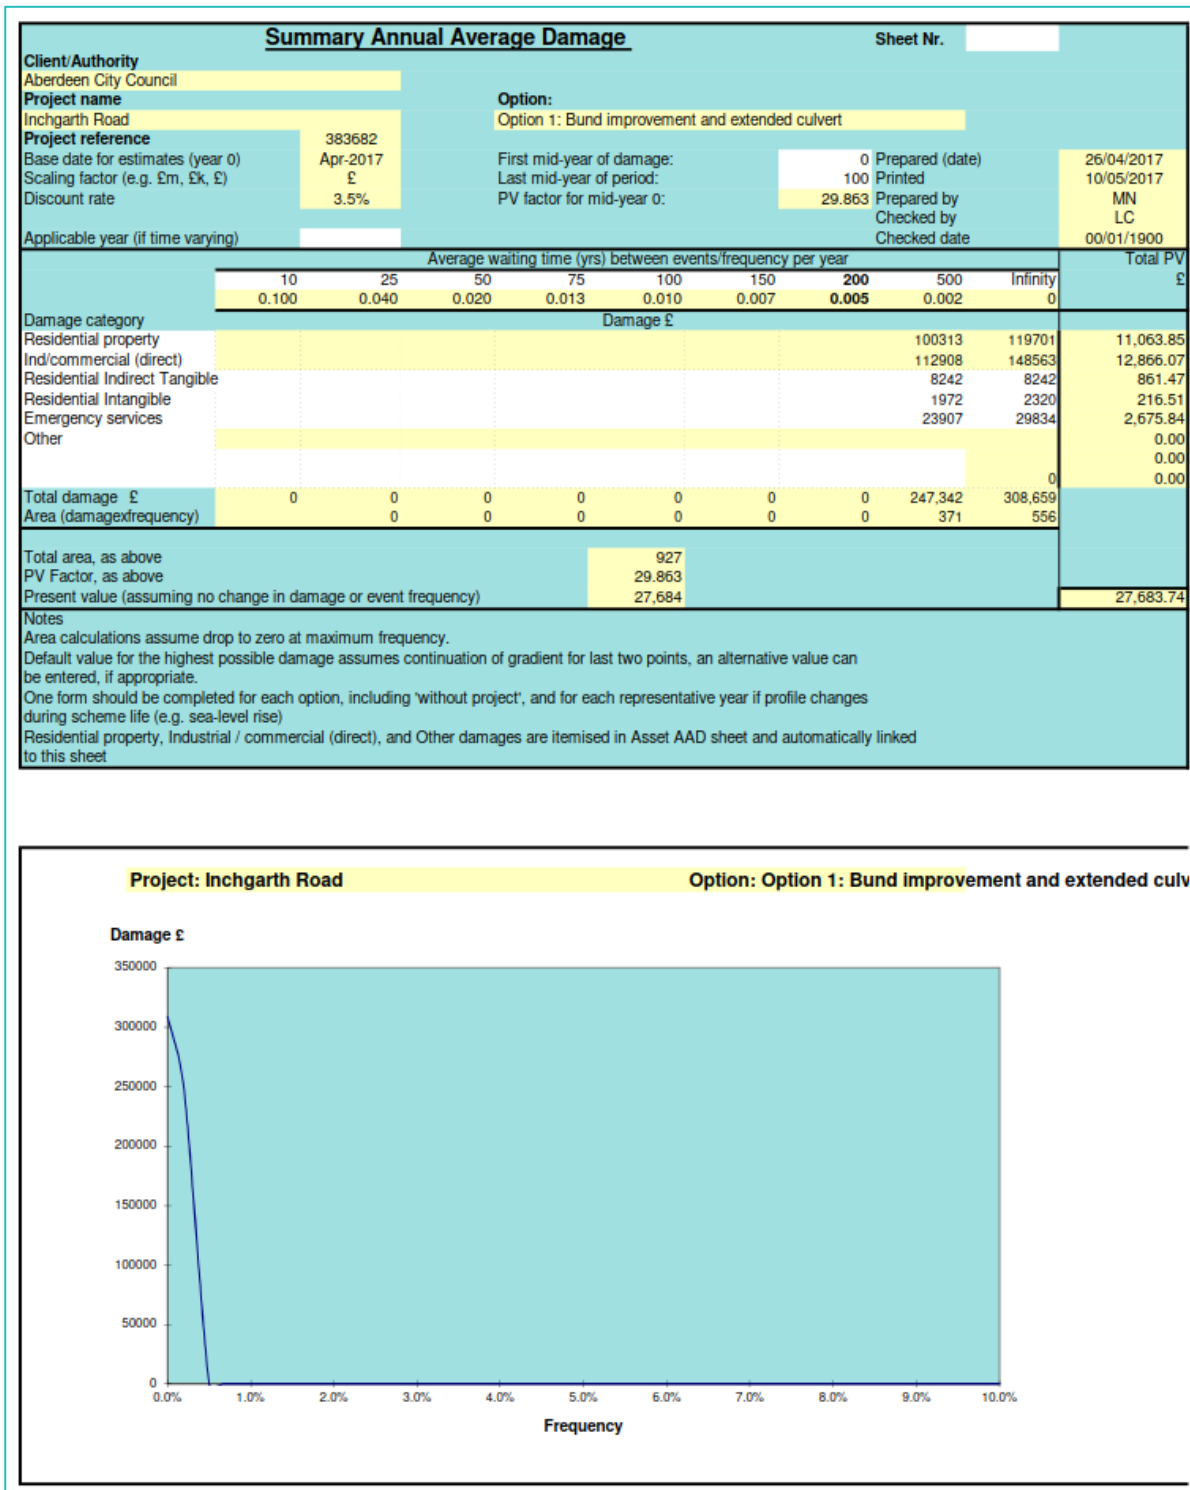 Summary Annual Average Damage Sheet Nr.
Client/Authority
Aberdeen City Council
Project name Option:
Inchgarth Road Option 1: Bund improvement and extended culvert
Project reference 383682
Base date for estimates (year 0) Apr-2017 First mid-year of damage: 0 Prepared (date) 26/04/2017
Scaling factor (e.g. £m, £k, £) £ Last mid-year of period: 100 Printed 10/05/2017
Discount rate 3.5% PV factor for mid-year 0: 29.863 Prepared by MN
Checked by LC
Applicable year (if time varying) Checked date 00/01/1900
Average waiting time (yrs) between events/frequency per year Total PV
10 25 50 75 100 150 200 500 Infinity £
0.100 0.040 0.020 0.013 0.010 0.007 0.005 0.002 0
Damage category Damage £
Residential property 100313 119701 11,063.85
Ind/commercial (direct) 112908 148563 12,866.07
Residential Indirect Tangible 8242 8242 861.47
Residential Intangible 1972 2320 216.51
Emergency services 23907 29834 2,675.84
Other 0.00
0.00
0 0.00
Total damage £ 0 0 0 0 0 0 0 247,342 308,659
Area (damagexfrequency) 0 0 0 0 0 0 371 556
Total area, as above 927
PV Factor, as above 29.863
Present value (assuming no change in damage or event frequency) 27,684 27,683.74
Notes
Area calculations assume drop to zero at maximum frequency.
Default value for the highest possible damage assumes continuation of gradient for last two points, an alternative value can
be entered, if appropriate.
One form should be completed for each option, including 'without project', and for each representative year if profile changes
during scheme life (e.g. sea-level rise)
Residential property, Industrial / commercial (direct), and Other damages are itemised in Asset AAD sheet and automatically linked
to this sheet
Project: Inchgarth Road Option: Option 1: Bund improvement and extended culv
Damage £
350000
300000
250000
200000
150000
100000
50000
0
0.0% 1.0% 2.0% 3.0% 4.0% 5.0% 6.0% 7.0% 8.0% 9.0% 10.0%
Frequency